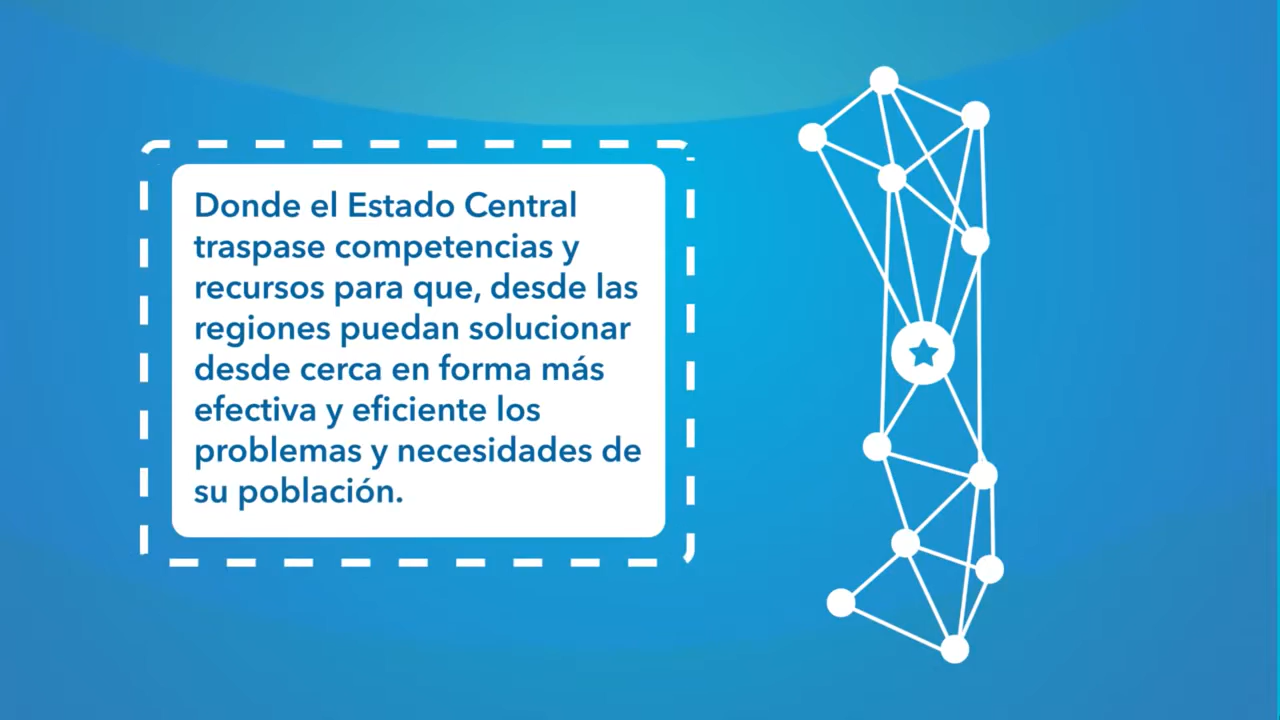 Donde el Estado Central
traspase competencias y
recursos para que, desde las
regiones puedan solucionar
desde cerca en forma más
efectiva y eficiente los
problemas y necesidades de
su población.